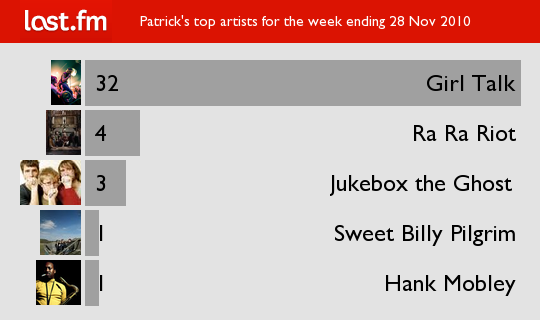 last.fm
Patrick's top artists for the week ending 28 Nov 2010
32 Girl Talk
4 Ra Ra Riot
3 Jukebox the Ghost
1 Sweet Billy Pilgrim
1 Hank Mobley